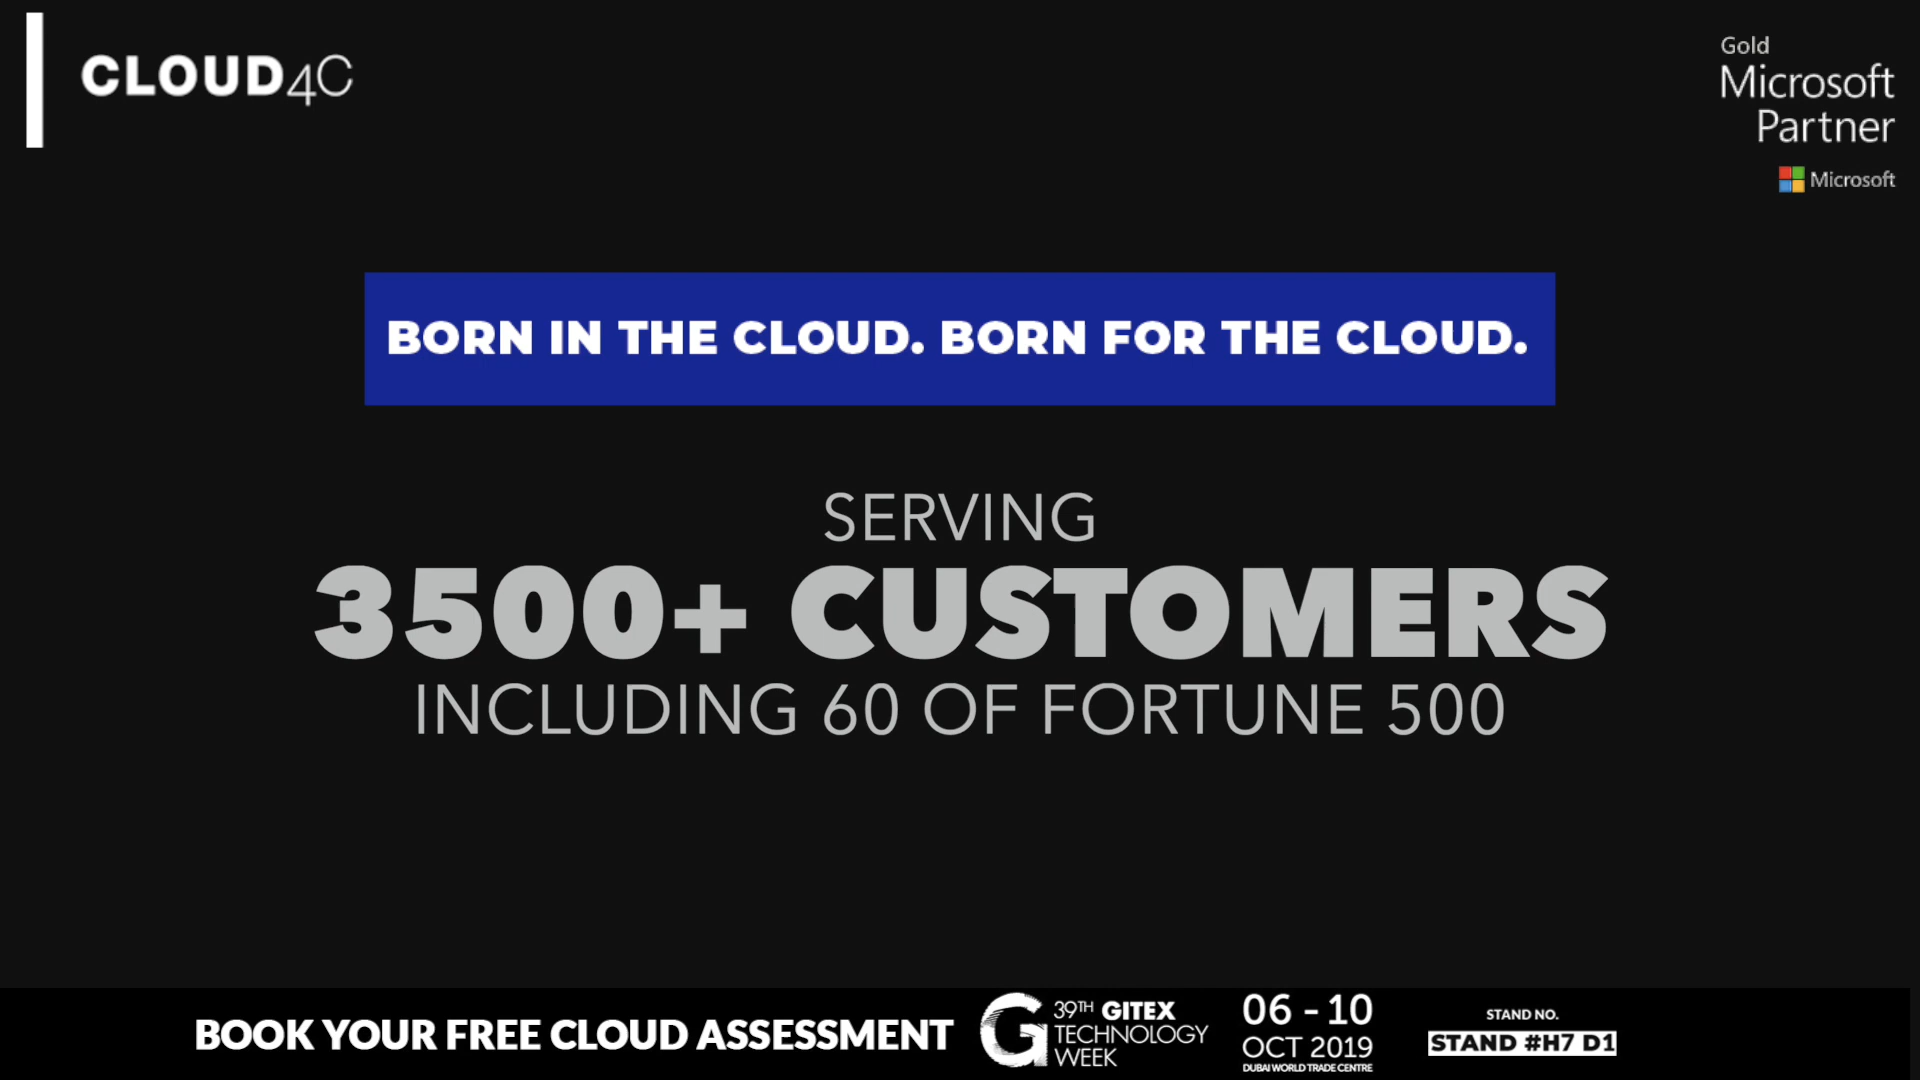 CLOUD4C
Gold
Microsoft
Partner
Microsoft
BORN IN THE CLOUD. BORN FOR THE CLOUD.
SERVING
3500+ CUSTOMERS
INCLUDING 60 OF FORTUNE 500
BOOK YOUR FREE CLOUD ASSESSMENT
39TH GITEX
TECHNOLOGY
WEEK
06 - 10
OCT 2019
DUBAI WORLD TRADE CENTRE
STAND NO.
STAND #H7 D1